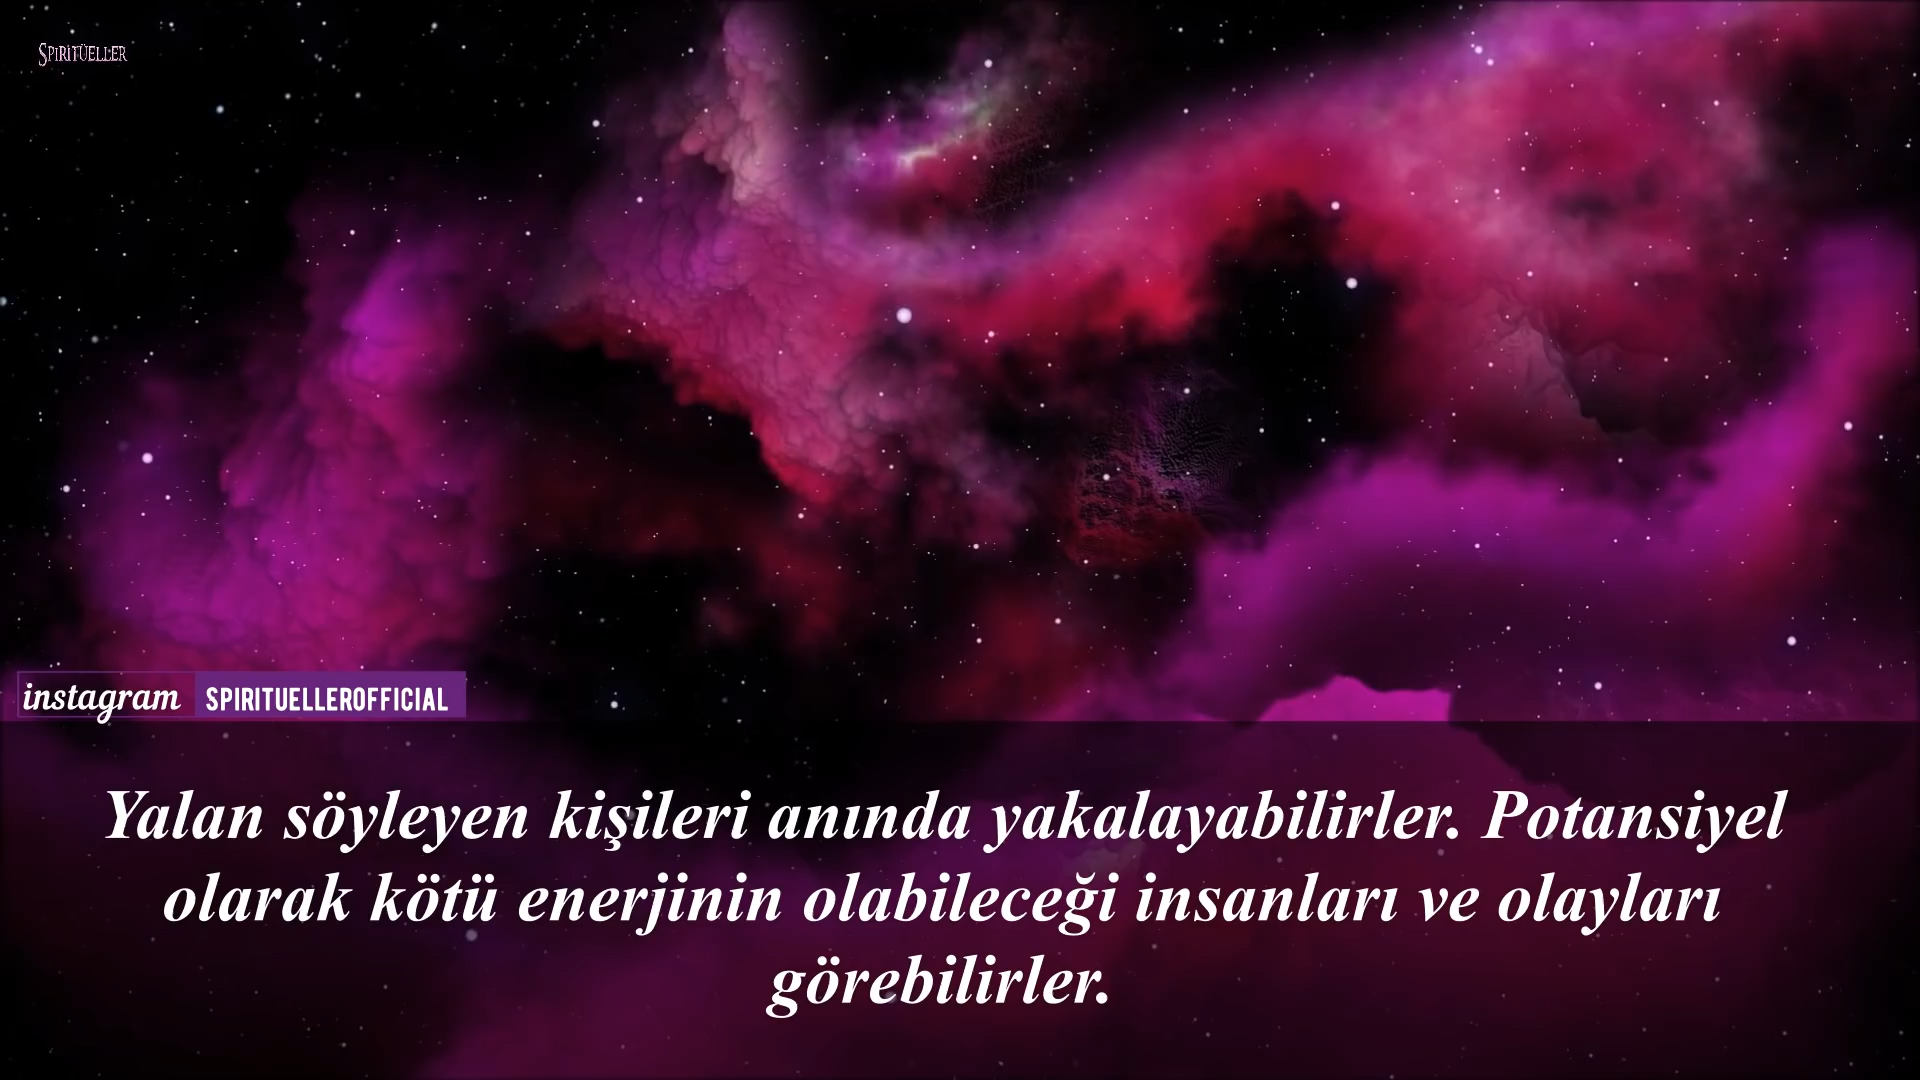 SPIRITÜELLER
instagram SPIRITUELLEROFFICIAL
Yalan söyleyen kişileri anında yakalayabilirler. Potansiyel
olarak kötü enerjinin olabileceği insanları ve olayları
görebilirler.